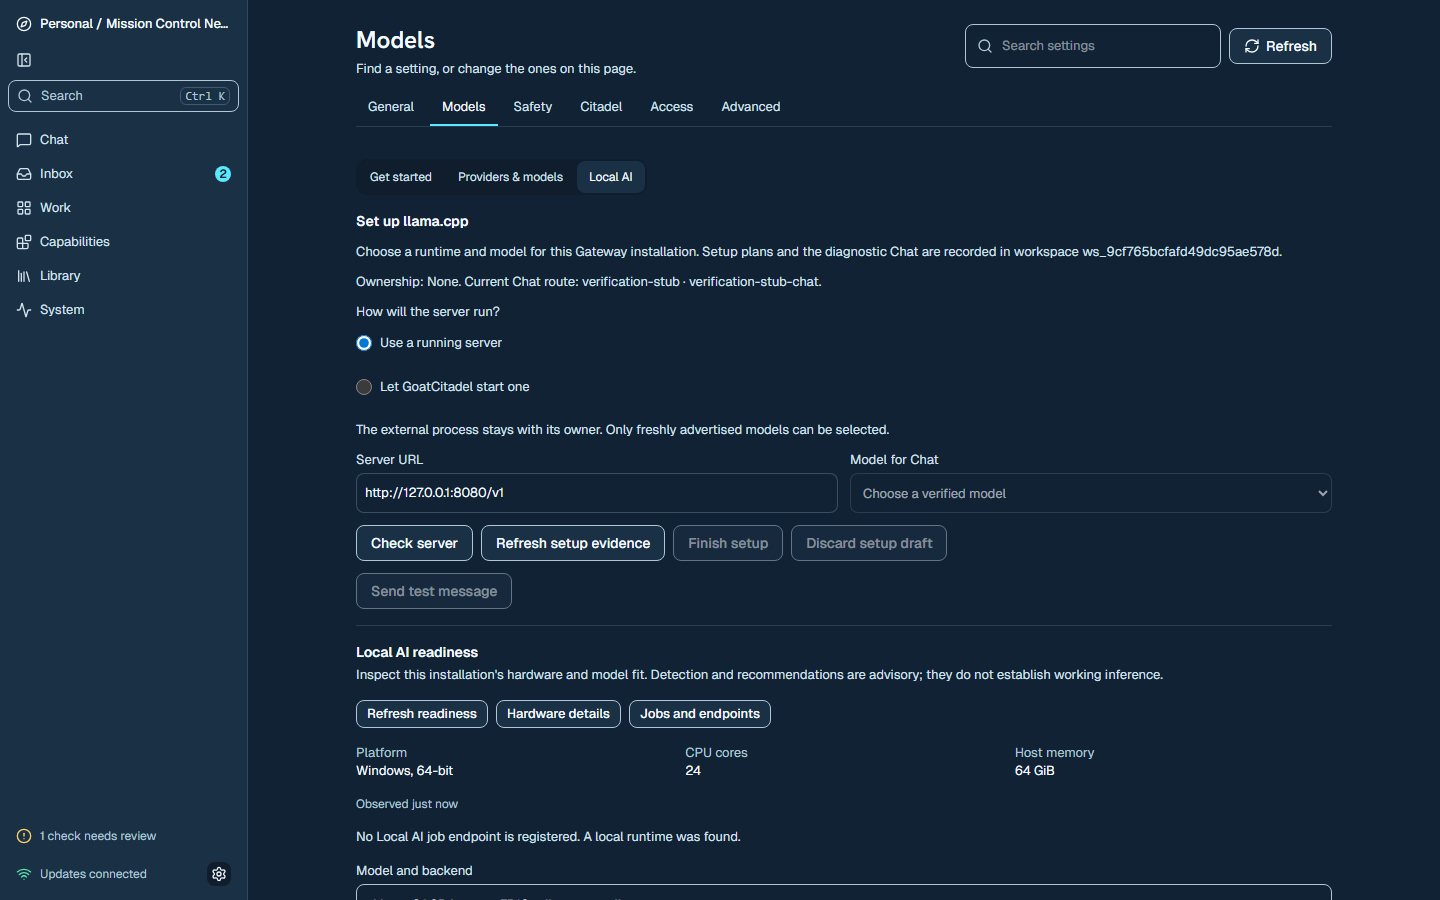 Personal / Mission Control Ne...
Search
Ctrl K
Chat
Inbox
2
Work
Capabilities
Library
System
1 check needs review
Updates connected
Models
Find a setting, or change the ones on this page.
Search settings
Refresh
General
Models
Safety
Citadel
Access
Advanced
Get started
Providers & models
Local AI
Set up llama.cpp
Choose a runtime and model for this Gateway installation. Setup plans and the diagnostic Chat are recorded in workspace ws_9cf765bcfafd49dc95ae578d.
Ownership: None. Current Chat route: verification-stub · verification-stub-chat.
How will the server run?
Use a running server
Let GoatCitadel start one
The external process stays with its owner. Only freshly advertised models can be selected.
Server URL
http://127.0.0.1:8080/v1
Model for Chat
Choose a verified model
Check server
Refresh setup evidence
Finish setup
Discard setup draft
Send test message
Local AI readiness
Inspect this installation's hardware and model fit. Detection and recommendations are advisory; they do not establish working inference.
Refresh readiness
Hardware details
Jobs and endpoints
Platform
Windows, 64-bit
CPU cores
24
Host memory
64 GiB
Observed just now
No Local AI job endpoint is registered. A local runtime was found.
Model and backend